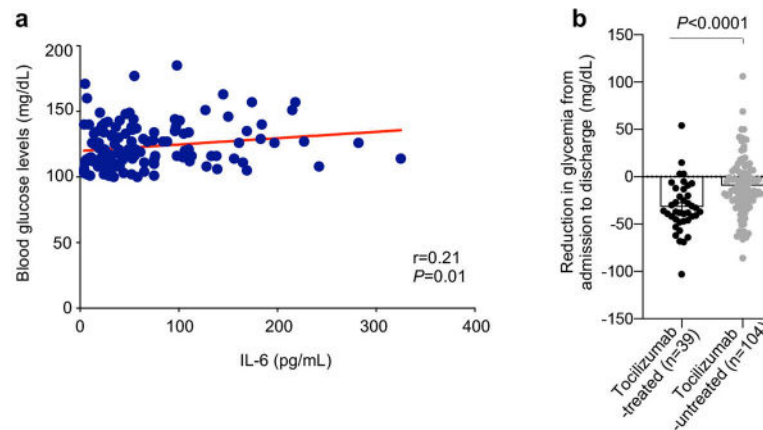 a
Blood glucose levels (mg/dL)
200
150
100
50
0
0
100
200
300
400
IL-6 (pg/mL)
r=0.21
P=0.01
b
P<0.0001
Reduction in glycemia from
admission to discharge (mg/dL)
150
100
50
0
-50
-100
-150
Tocilizumab
-treated (n=39)
Tocilizumab
-untreated (n=104)